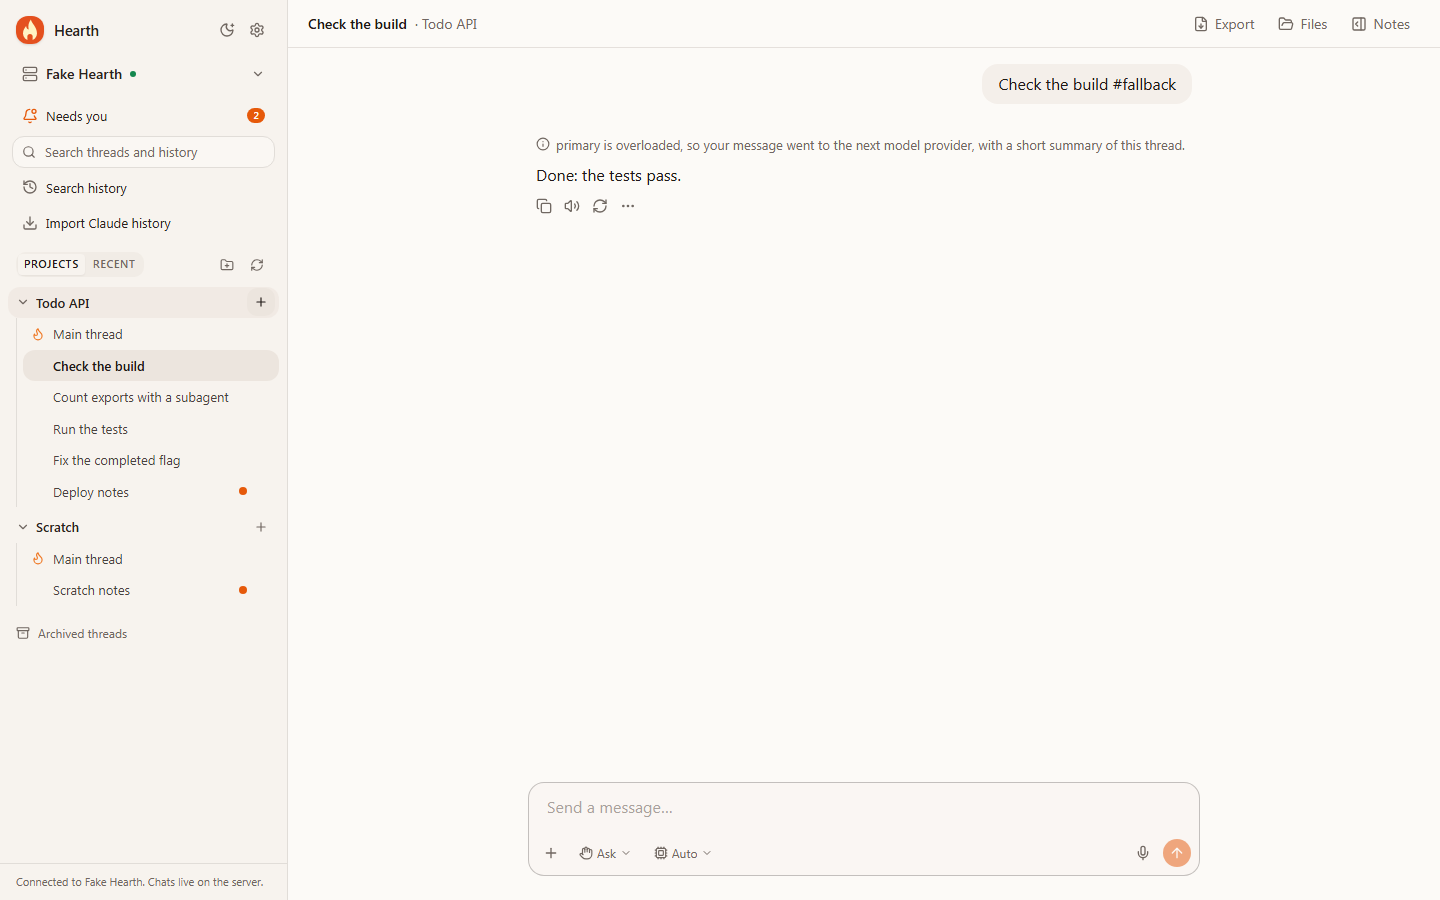 Hearth
Fake Hearth
Needs you
2
Search threads and history
Search history
Import Claude history
PROJECTS
RECENT
Todo API
Main thread
Check the build
Count exports with a subagent
Run the tests
Fix the completed flag
Deploy notes
Scratch
Main thread
Scratch notes
Archived threads
Connected to Fake Hearth. Chats live on the server.
Check the build · Todo API
Export
Files
Notes
Check the build #fallback
primary is overloaded, so your message went to the next model provider, with a short summary of this thread.
Done: the tests pass.
Send a message...
Ask
Auto